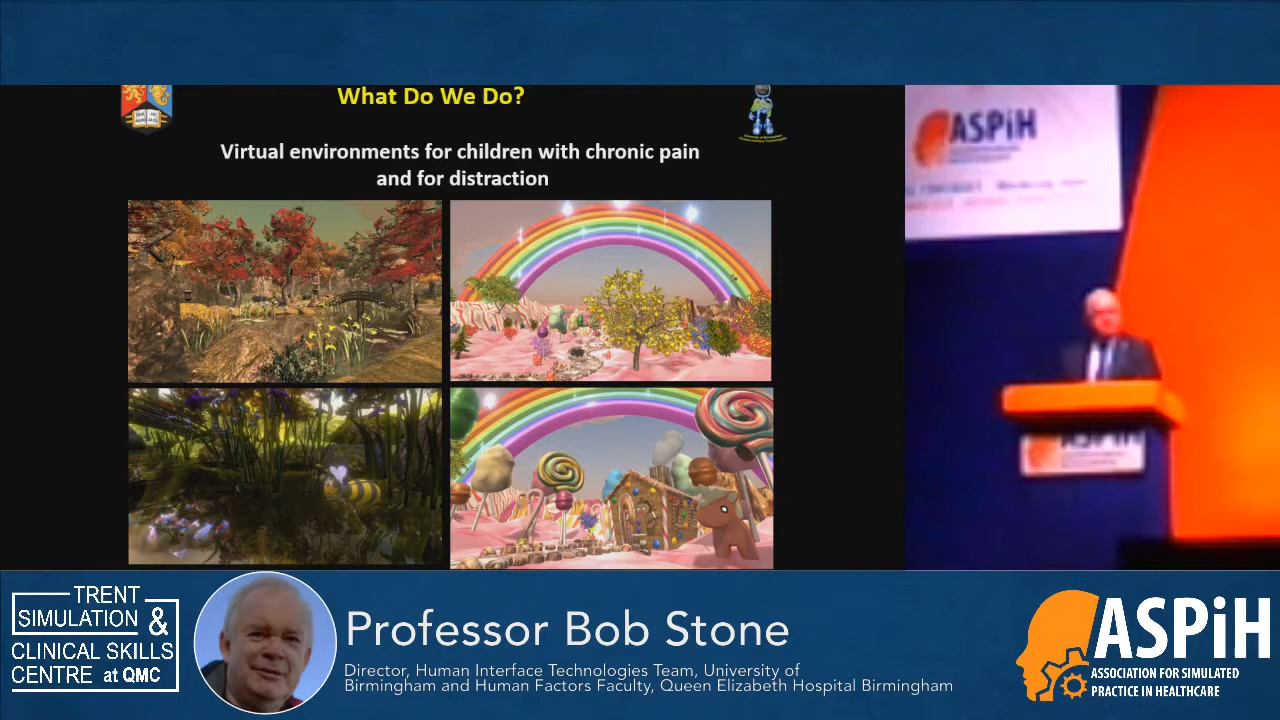 What Do We Do?
Virtual environments for children with chronic pain
and for distraction
ASPiH
ASPiH
TRENT
SIMULATION &
CLINICAL SKILLS
CENTRE at QMC
Professor Bob Stone
Director, Human Interface Technologies Team, University of
Birmingham and Human Factors Faculty, Queen Elizabeth Hospital Birmingham
ASPiH
ASSOCIATION FOR SIMULATED
PRACTICE IN HEALTHCARE